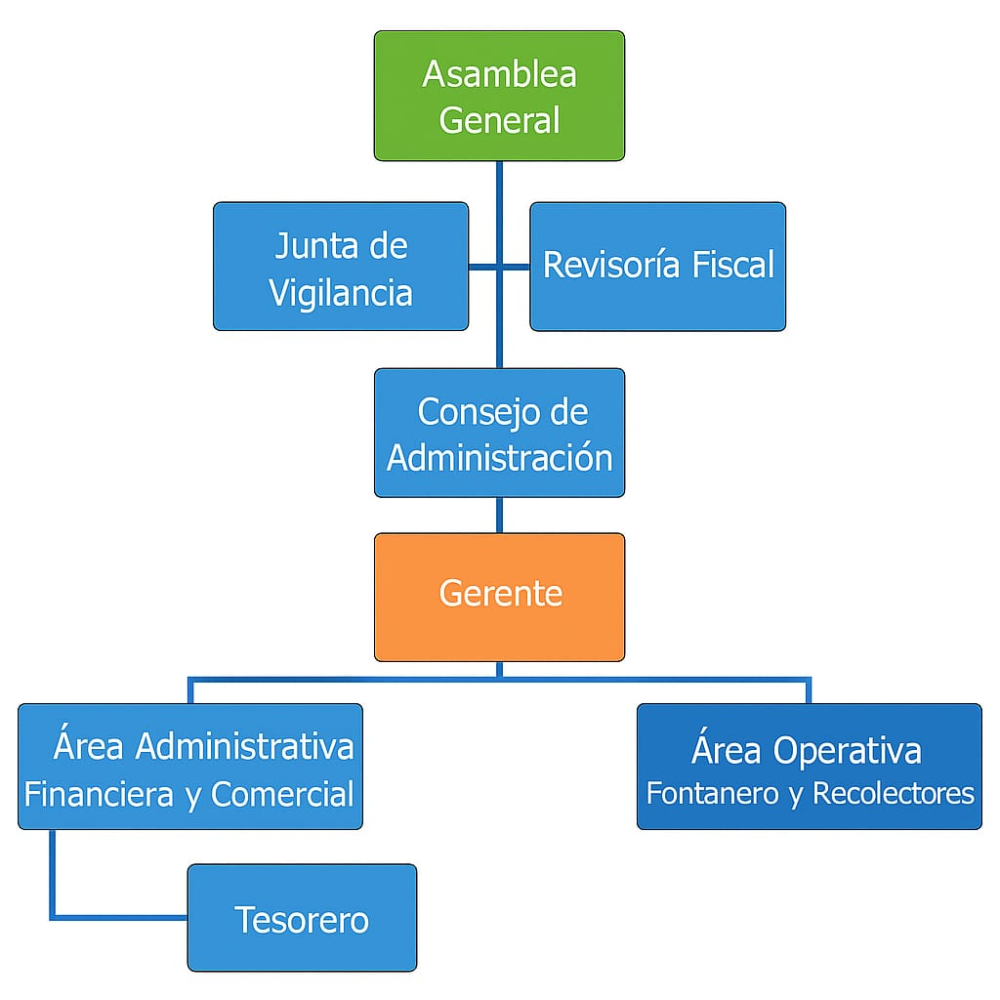 Asamblea
General
Junta de
Vigilancia
Revisoría Fiscal
Consejo de
Administración
Gerente
Área Administrativa
Financiera y Comercial
Área Operativa
Fontanero y Recolectores
Tesorero